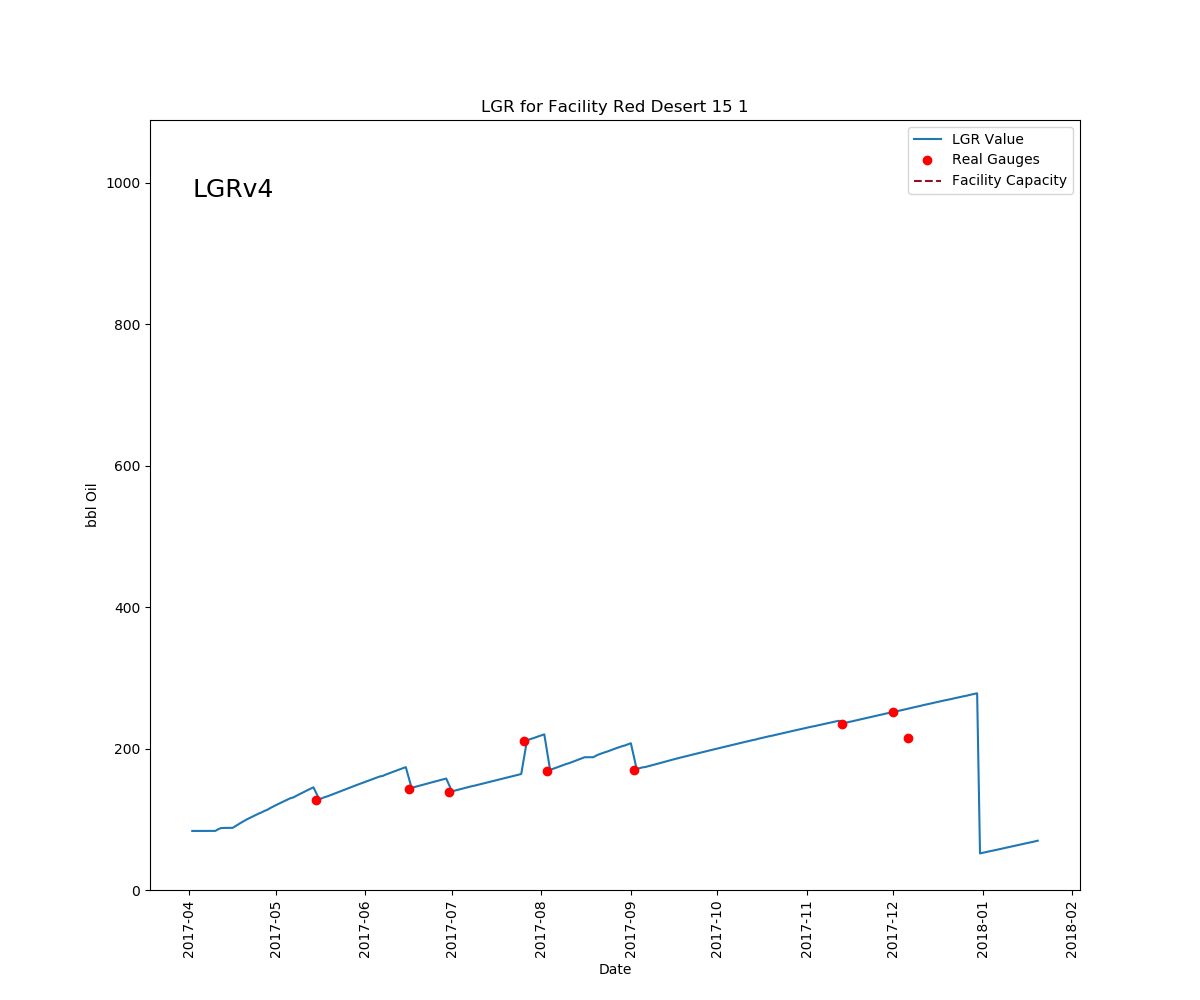 LGR for Facility Red Desert 15 1
LGR Value
Real Gauges
Facility Capacity
LGRv4
1000
800
600
400
200
0
bbl Oil
2017-04
2017-05
2017-06
2017-07
2017-08
2017-09
2017-10
2017-11
2017-12
2018-01
2018-02
Date